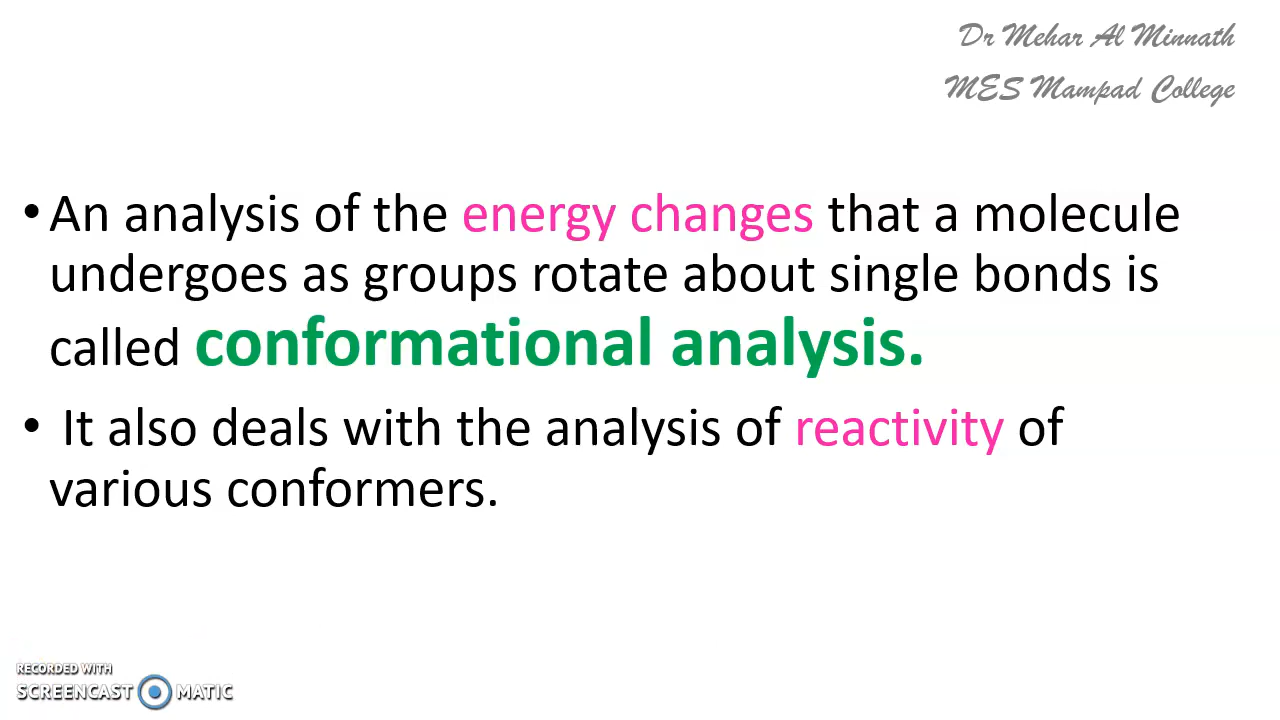 Dr Mehar Al Minnath
MES Mampad College
• An analysis of the energy changes that a molecule
undergoes as groups rotate about single bonds is
called conformational analysis.
• It also deals with the analysis of reactivity of
various conformers.
RECORDED WITH
SCREENCAST MATIC